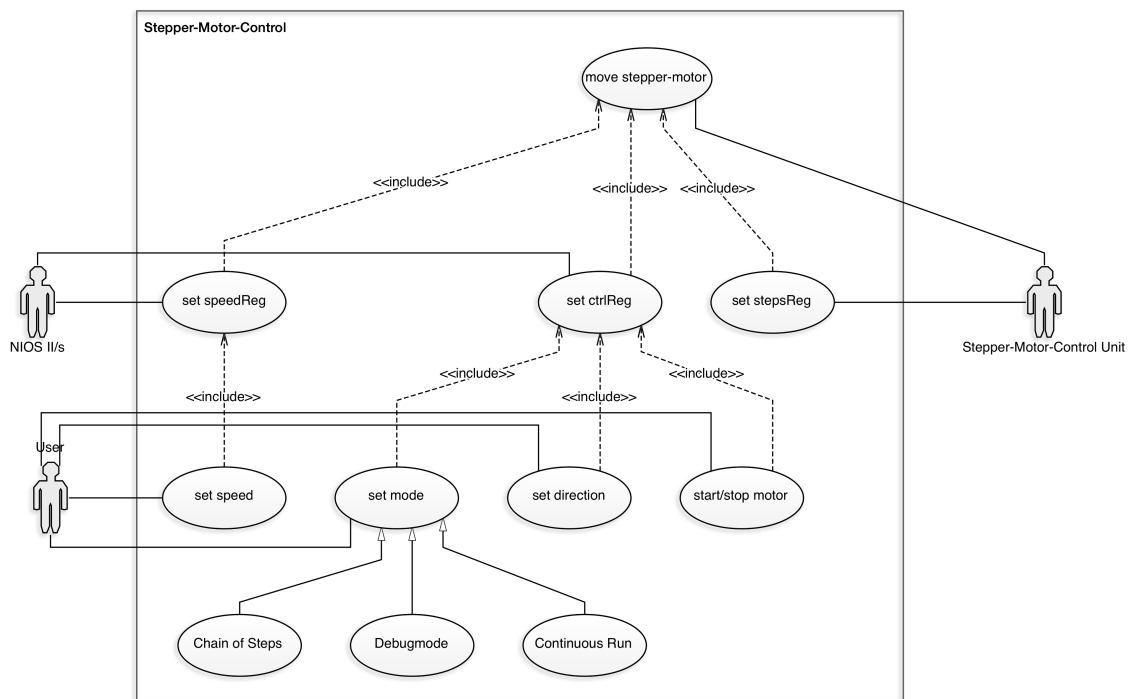 Stepper-Motor-Control
move stepper-motor
<<include>>
<<include>>
<<include>>
set speedReg
set ctrlReg
set stepsReg
NIOS II/s
Stepper-Motor-Control Unit
<<include>>
<<include>>
<<include>>
<<include>>
User
set speed
set mode
set direction
start/stop motor
Chain of Steps
Debugmode
Continuous Run